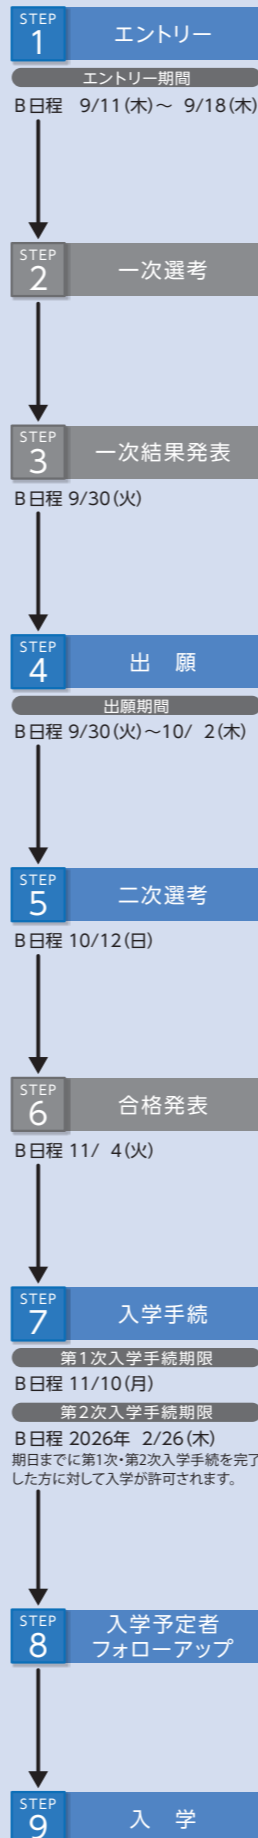 STEP
1
エントリー
エントリー期間
B日程 9/11(木)~ 9/18(木)
STEP
2
一次選考
STEP
3
一次結果発表
B日程 9/30(火)
STEP
4
出 願
出願期間
B日程 9/30(火)~10/ 2(木)
STEP
5
二次選考
B日程 10/12(日)
STEP
6
合格発表
B日程 11/ 4(火)
STEP
7
入学手続
第1次入学手続期限
B日程 11/10(月)
第2次入学手続期限
B日程 2026年 2/26(木)
期日までに第1次・第2次入学手続を完了
した方に対して入学が許可されます。
STEP
8
入学予定者
フォローアップ
STEP
9
入 学